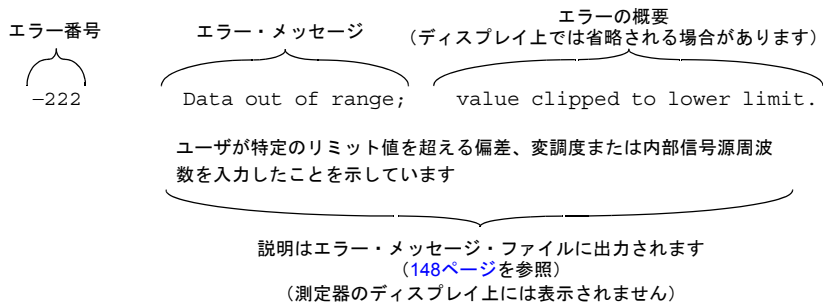 エラー番号
エラー・メッセージ
エラーの概要
（ディスプレイ上では省略される場合があります）
−222
Data out of range;
value clipped to lower limit.
ユーザが特定のリミット値を超える偏差、変調度または内部信号源周波
数を入力したことを示しています
説明はエラー・メッセージ・ファイルに出力されます
（148ページを参照）
（測定器のディスプレイ上には表示されません）